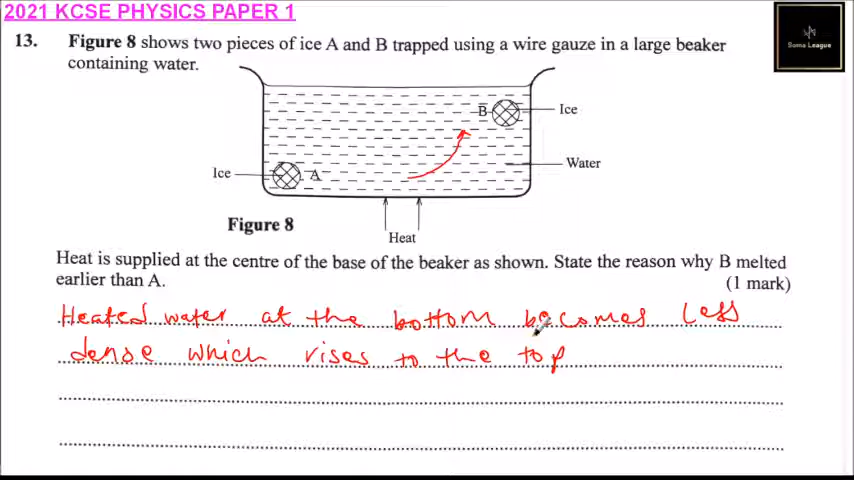 2021 KCSE PHYSICS PAPER 1
Soma League
13. Figure 8 shows two pieces of ice A and B trapped using a wire gauze in a large beaker
containing water.
B Ice
Water
Ice A
Figure 8
Heat
Heat is supplied at the centre of the base of the beaker as shown. State the reason why B melted
earlier than A. (1 mark)
Heated water at the bottom becomes less
dense which rises to the top